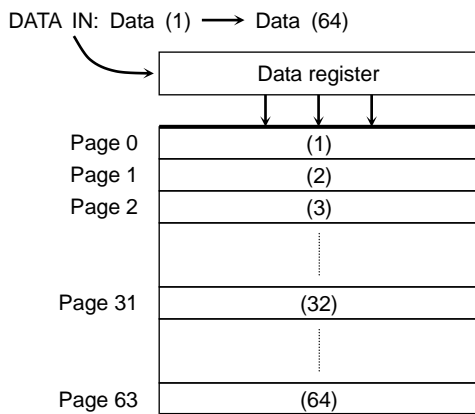 DATA IN: Data (1) ⟶ Data (64)
Data register
Page 0 (1)
Page 1 (2)
Page 2 (3)
Page 31 (32)
Page 63 (64)